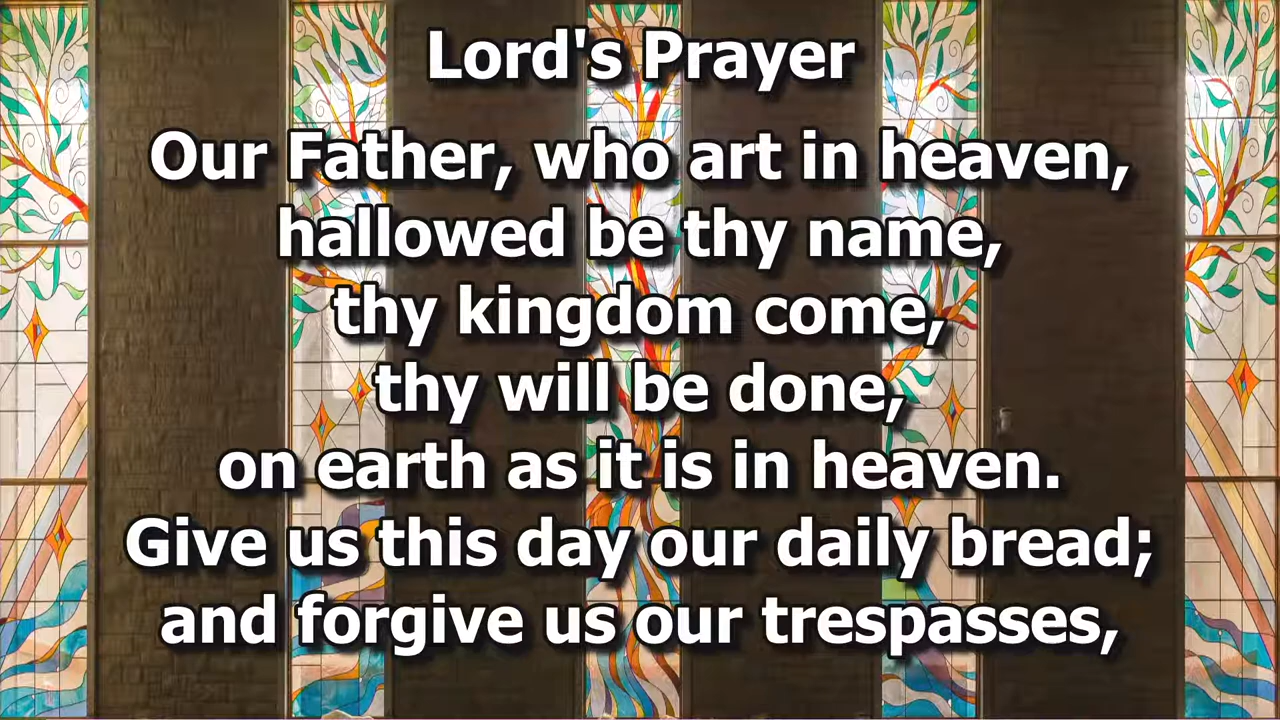 Lord's Prayer
Our Father, who art in heaven,
hallowed be thy name,
thy kingdom come,
thy will be done,
on earth as it is in heaven.
Give us this day our daily bread;
and forgive us our trespasses,